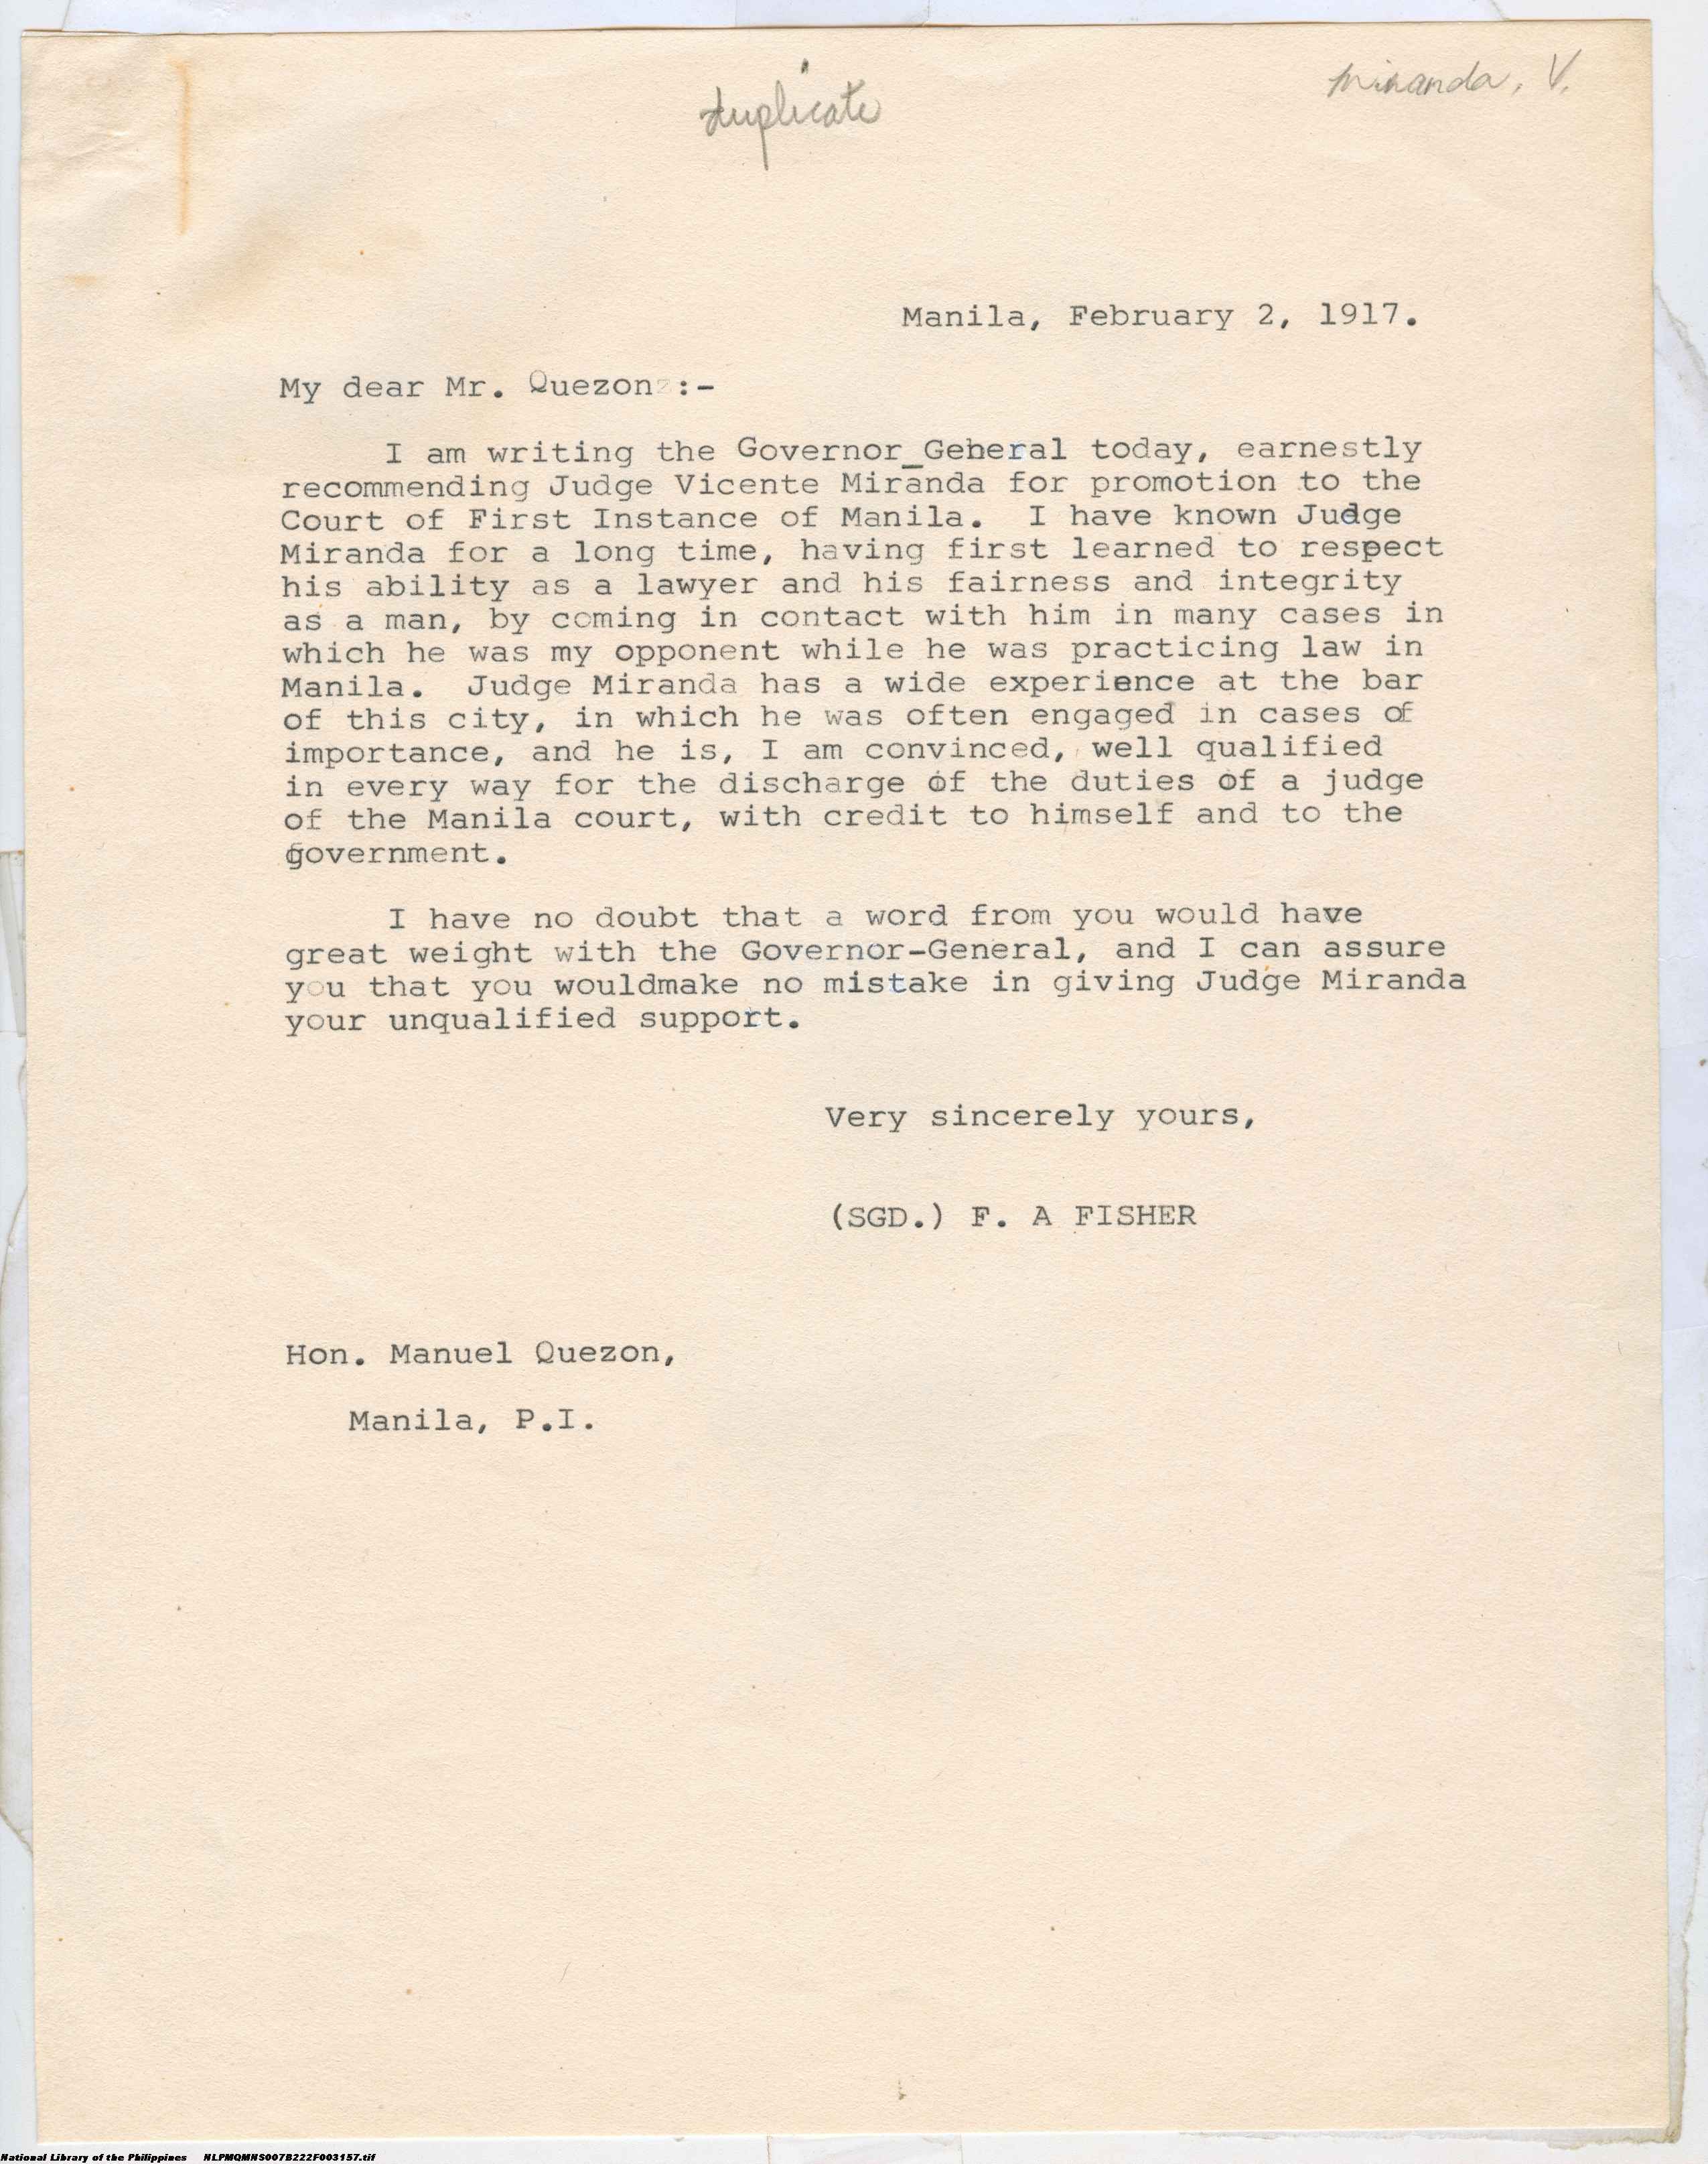 duplicate
Miranda, V.
Manila, February 2, 1917.
My dear Mr. Quezon :-
I am writing the Governor_General today, earnestly
recommending Judge Vicente Miranda for promotion to the
Court of First Instance of Manila. I have known Judge
Miranda for a long time, having first learned to respect
his ability as a lawyer and his fairness and integrity
as a man, by coming in contact with him in many cases in
which he was my opponent while he was practicing law in
Manila. Judge Miranda has a wide experience at the bar
of this city, in which he was often engaged in cases of
importance, and he is, I am convinced, well qualified
in every way for the discharge of the duties of a judge
of the Manila court, with credit to himself and to the
government.
I have no doubt that a word from you would have
great weight with the Governor-General, and I can assure
you that you wouldmake no mistake in giving Judge Miranda
your unqualified support.
Very sincerely yours,
(SGD.) F. A FISHER
Hon. Manuel Quezon,
Manila, P.I.
National Library of the Philippines NLPMQMNS007B222F003157.tif